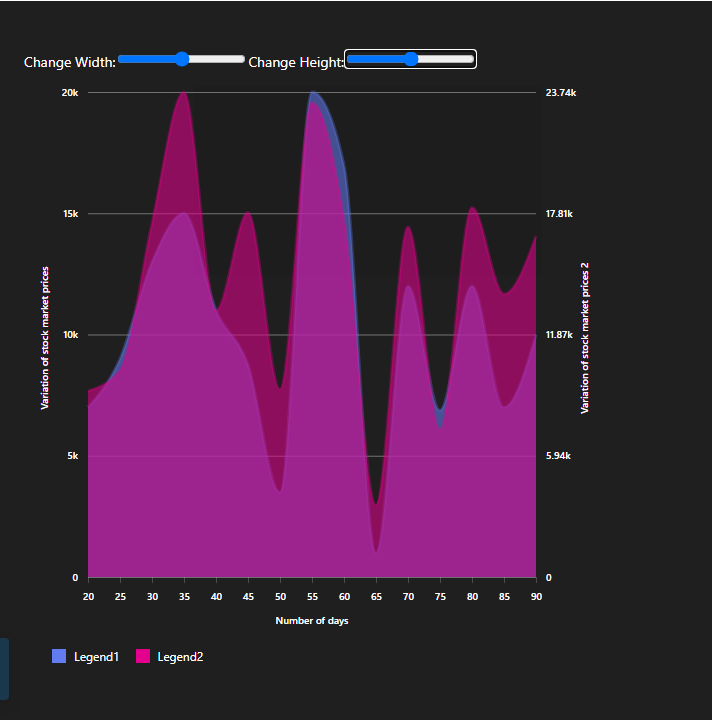 Change Width: Change Height:
20k 23.74k
15k 17.81k
Variation of stock market prices
Variation of stock market prices 2
10k 11.87k
5k 5.94k
0 0
20 25 30 35 40 45 50 55 60 65 70 75 80 85 90
Number of days
Legend1 Legend2